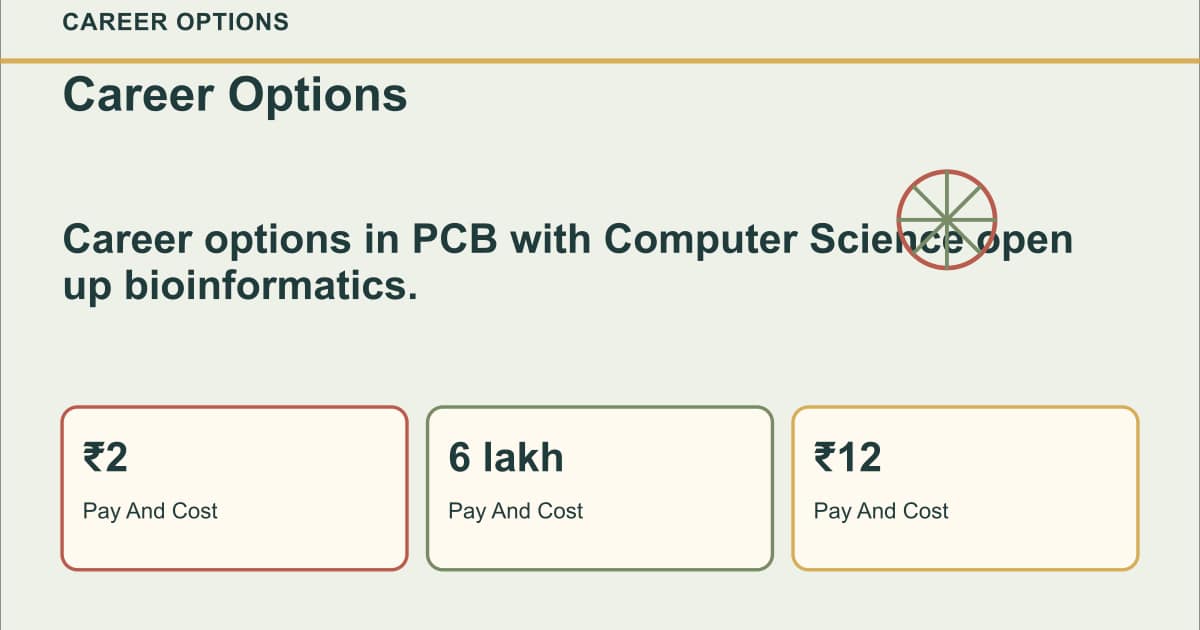 CAREER OPTIONS
Career Options
Career options in PCB with Computer Science open
up bioinformatics.
₹2
Pay And Cost
6 lakh
Pay And Cost
₹12
Pay And Cost